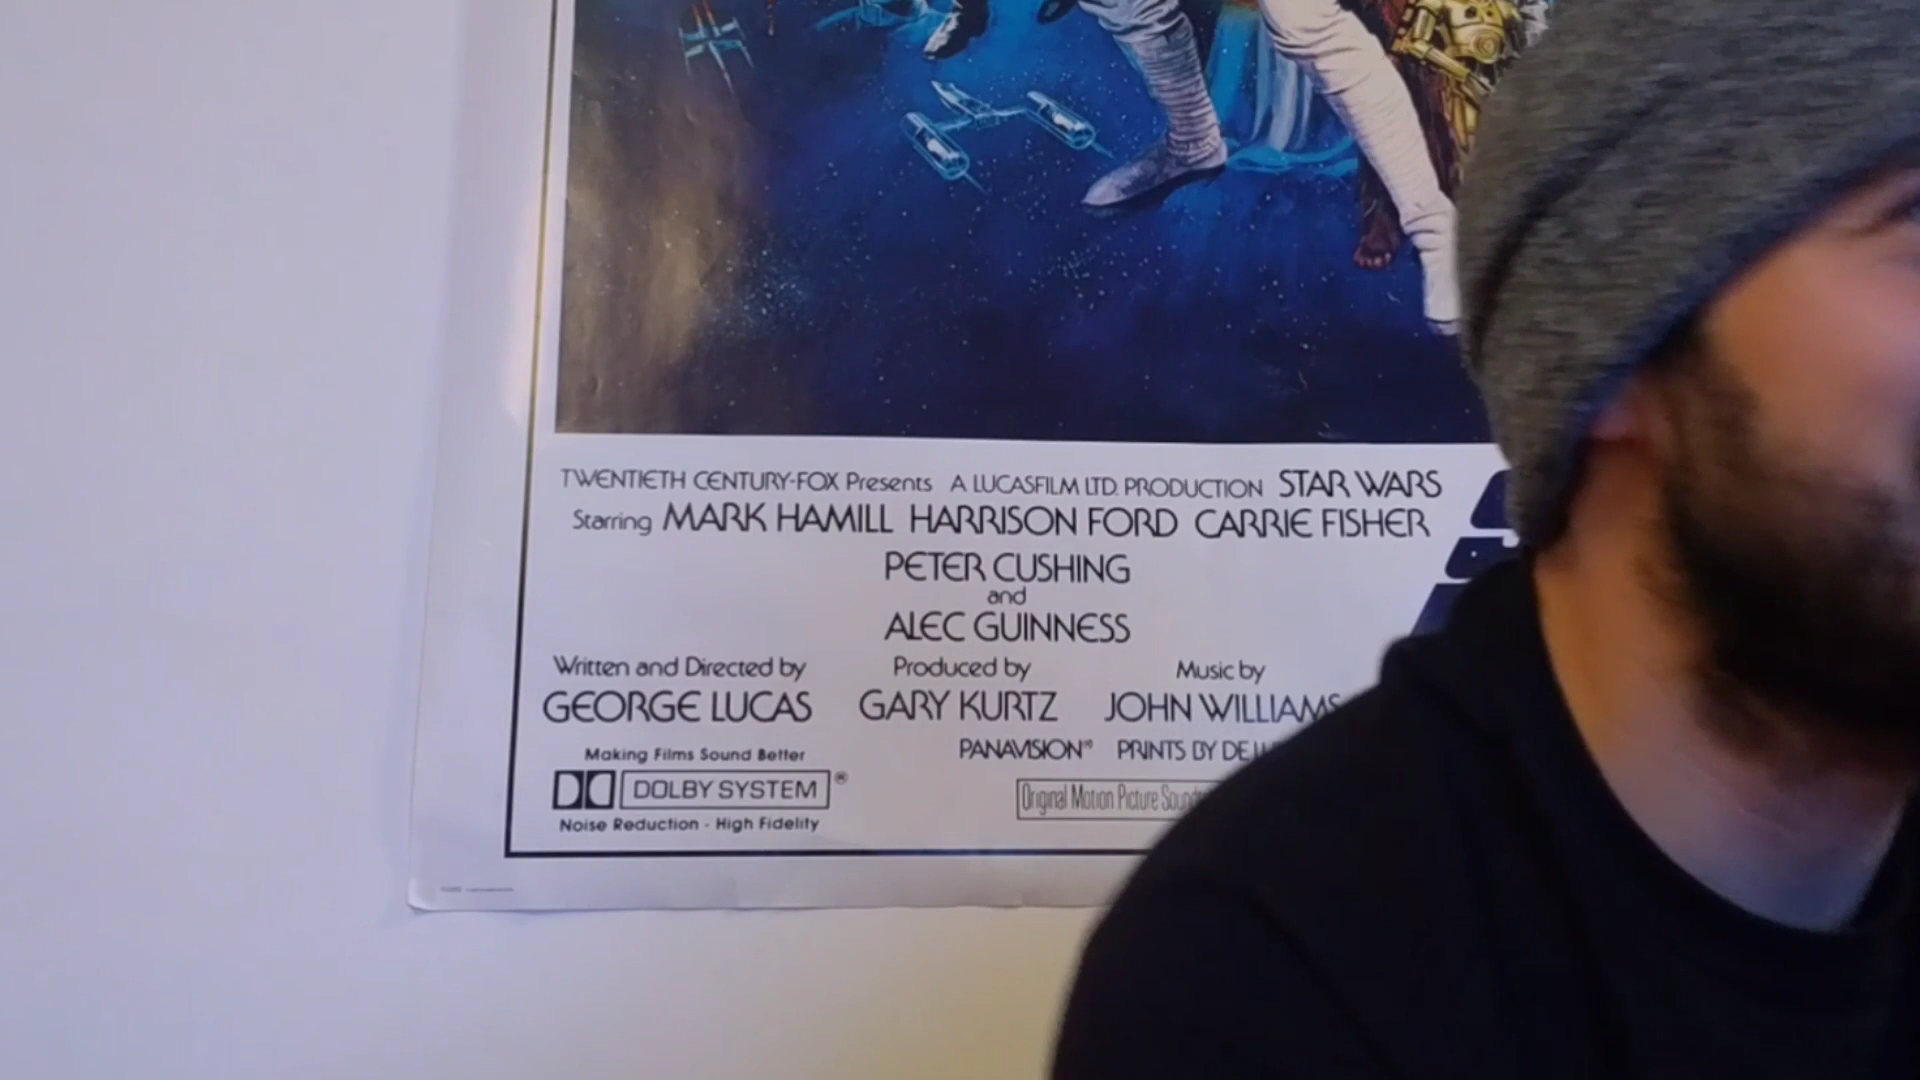 TWENTIETH CENTURY-FOX Presents A LUCASFILM LTD. PRODUCTION STAR WARS
Starring MARK HAMILL HARRISON FORD CARRIE FISHER
PETER CUSHING
and
ALEC GUINNESS
Written and Directed by Produced by Music by
GEORGE LUCAS GARY KURTZ JOHN WILLIAMS
Making Films Sound Better PANAVISION® PRINTS BY
DOLBY SYSTEM ® Original Motion Picture
Noise Reduction - High Fidelity